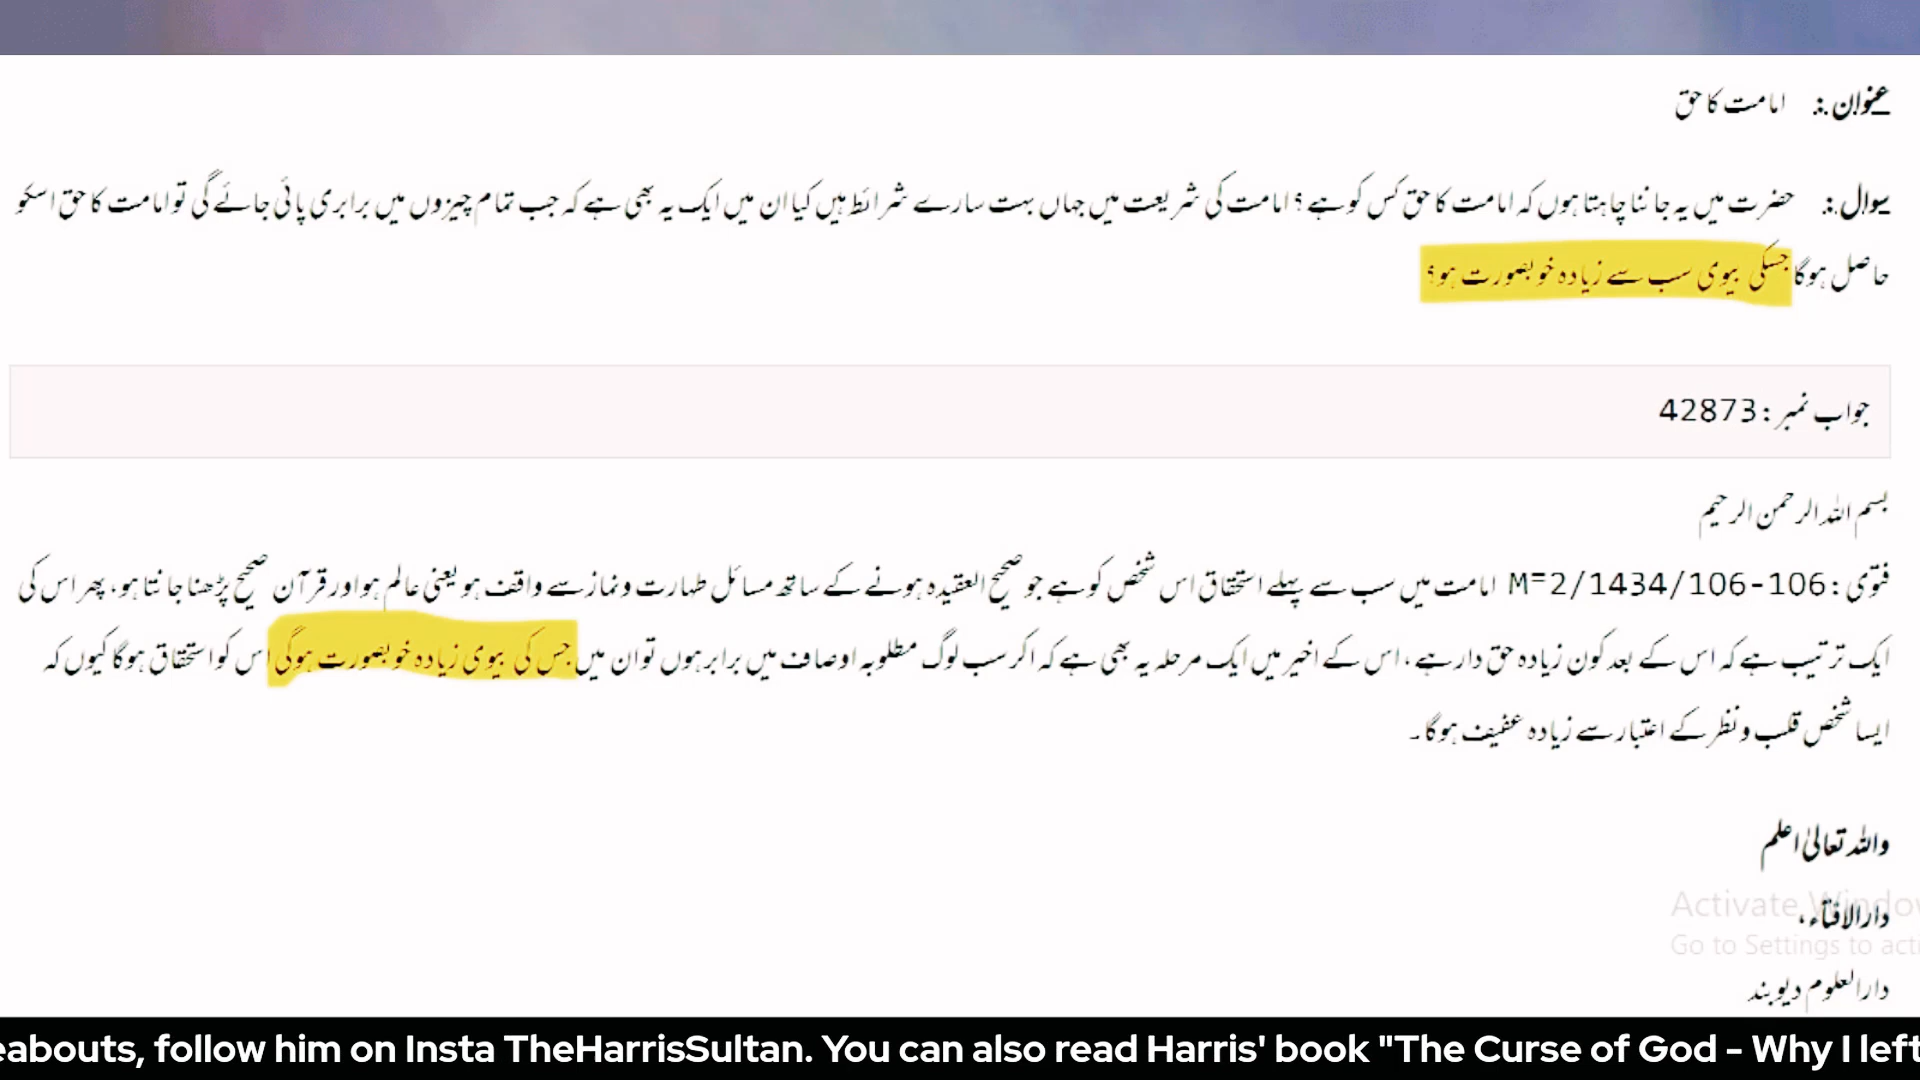 عنوان: امامت کا حق
سوال: حضرت میں یہ جاننا چاہتا ہوں کہ امامت کا حق کس کو ہے؟ امامت کی شریعت میں جہاں بہت سارے شرائط ہیں کیا ان میں ایک یہ بھی ہے کہ جب تمام چیزوں میں برابری پائی جائے گی تو امامت کا حق اسکو
حاصل ہوگا جسکی بیوی سب سے زیادہ خوبصورت ہو؟
جواب نمبر: 42873
بسم الله الرحمن الرحيم
فتوی: 106-106/M=2/1434 امامت میں سب سے پہلے استحقاق اس شخص کو ہے جو صحیح العقیدہ ہونے کے ساتھ مسائل طہارت ونماز سے واقف ہو یعنی عالم ہو اور قرآن صحیح پڑھنا جانتا ہو، پھر اس کی
ایک ترتیب ہے کہ اس کے بعد کون زیادہ حق دار ہے، اس کے اخیر میں ایک مرحلہ یہ بھی ہے کہ اگر سب لوگ مطلوبہ اوصاف میں برابر ہوں تو ان میں جس کی بیوی زیادہ خوبصورت ہوگی اس کو استحقاق ہوگا کیوں کہ
ایسا شخص قلب ونظر کے اعتبار سے زیادہ عفیف ہوگا۔
واللہ تعالیٰ اعلم
Activate Window
دارالافتاء،
Go to Settings to acti
دارالعلوم دیوبند
eabouts, follow him on Insta TheHarrisSultan. You can also read Harris' book "The Curse of God - Why I left